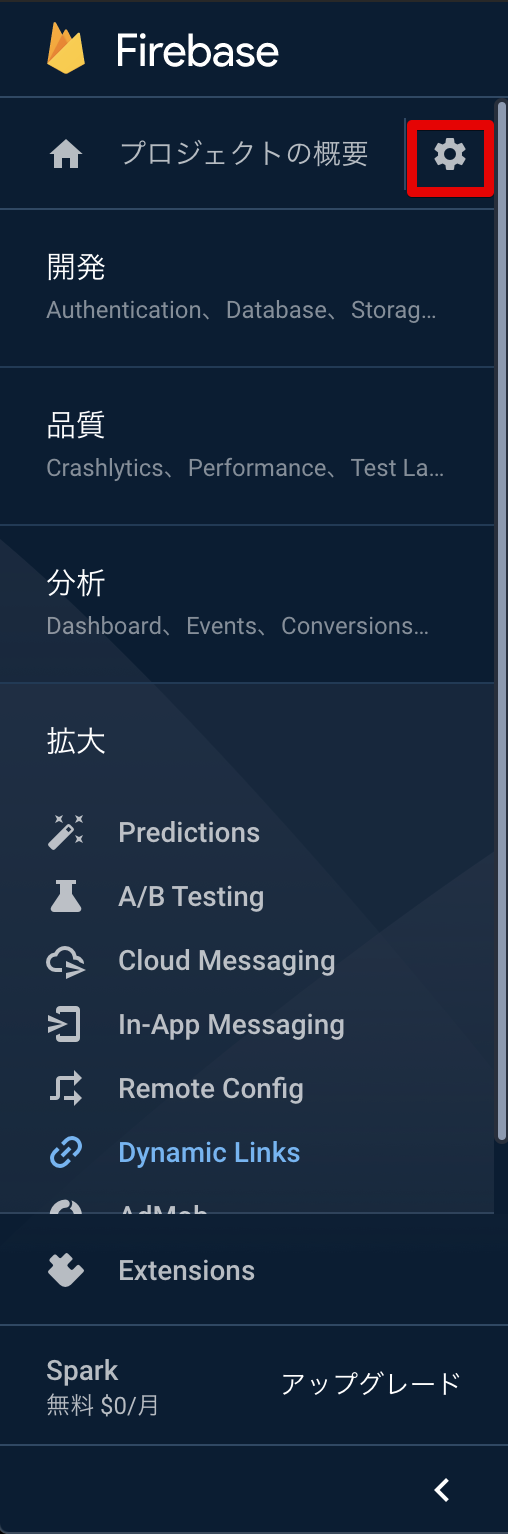 Firebase
プロジェクトの概要
開発
Authentication、Database、Storag…
品質
Crashlytics、Performance、Test La…
分析
Dashboard、Events、Conversions…
拡大
Predictions
A/B Testing
Cloud Messaging
In-App Messaging
Remote Config
Dynamic Links
AdMob
Extensions
Spark
無料 $0/月
アップグレード